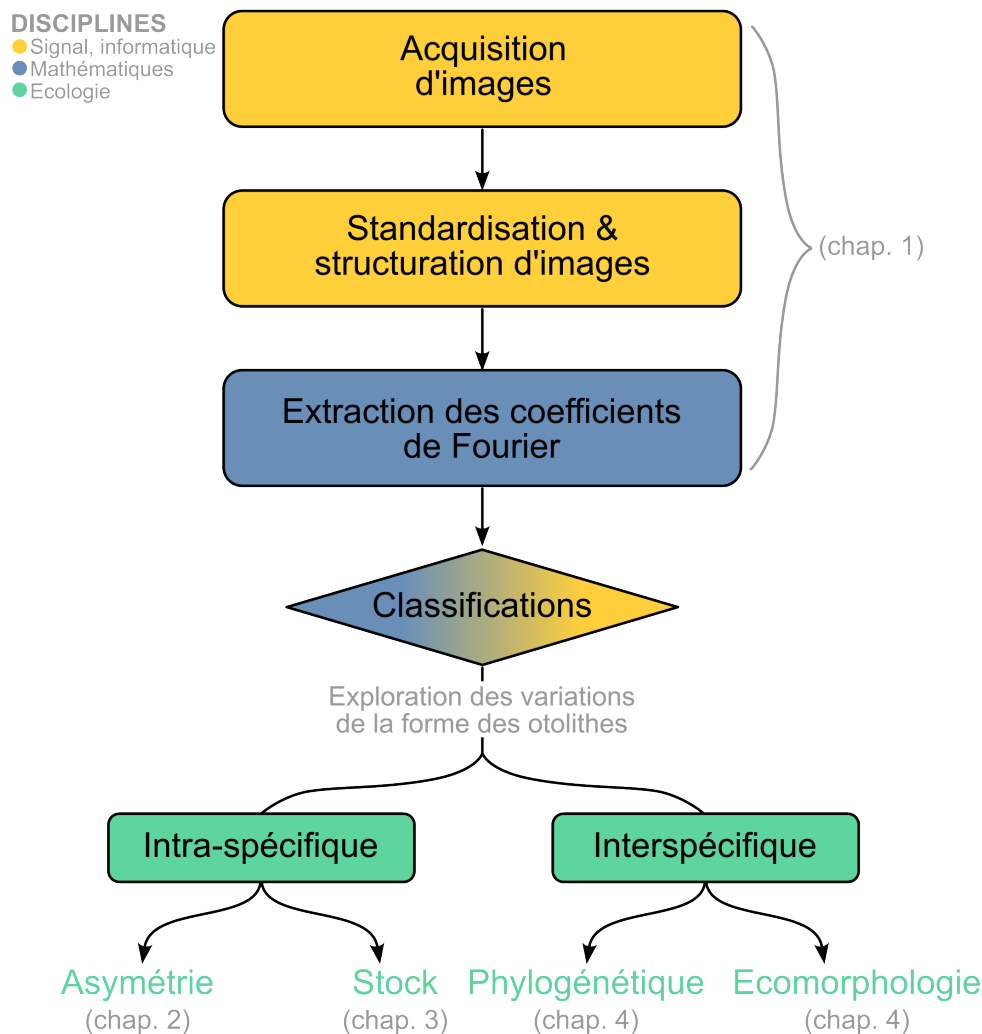 DISCIPLINES
Signal, informatique
Mathématiques
Ecologie
Acquisition
d'images
Standardisation &
structuration d'images
(chap. 1)
Extraction des coefficients
de Fourier
Classifications
Exploration des variations
de la forme des otolithes
Intra-spécifique
Interspécifique
Asymétrie
Stock
Phylogénétique
Ecomorphologie
(chap. 2)
(chap. 3)
(chap. 4)
(chap. 4)